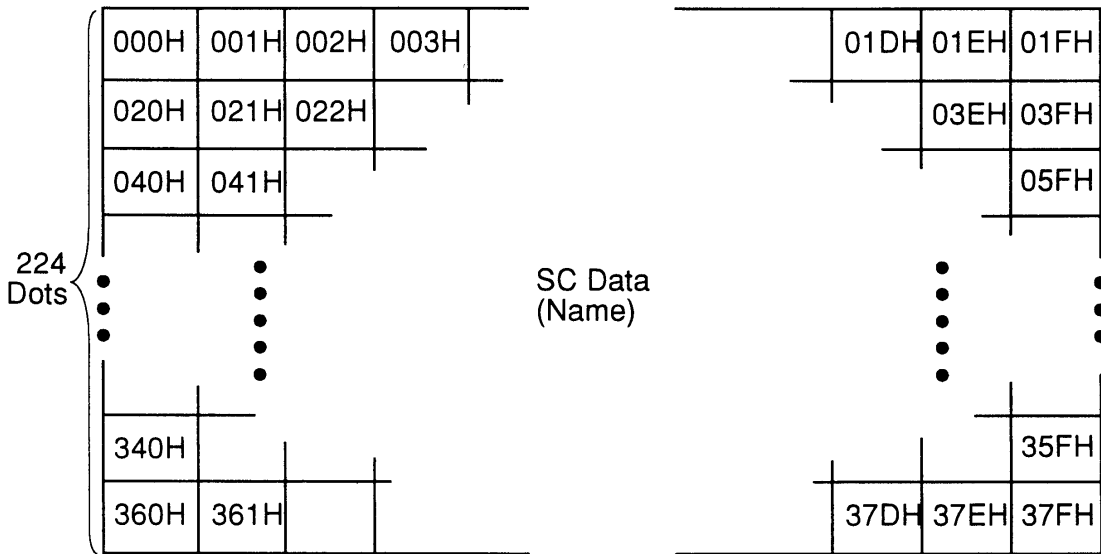 000H 001H 002H 003H 01DH 01EH 01FH
020H 021H 022H 03EH 03FH
040H 041H 05FH
224
Dots
SC Data
(Name)
340H 35FH
360H 361H 37DH 37EH 37FH